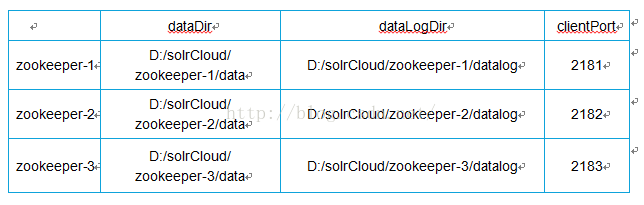 dataDir dataLogDir clientPort
zookeeper-1 D:/solrCloud/ D:/solrCloud/zookeeper-1/datalog 2181
zookeeper-1/data
zookeeper-2 D:/solrCloud/ D:/solrCloud/zookeeper-2/datalog 2182
zookeeper-2/data
zookeeper-3 D:/solrCloud/ D:/solrCloud/zookeeper-3/datalog 2183
zookeeper-3/data